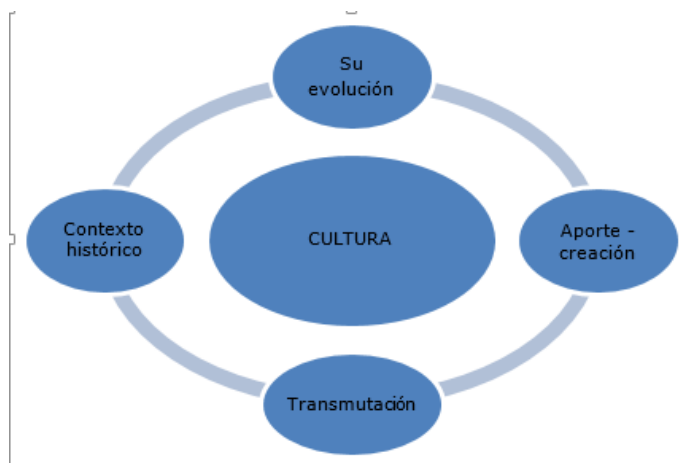 Su
evolución
Contexto
histórico
CULTURA
Aporte -
creación
Transmutación